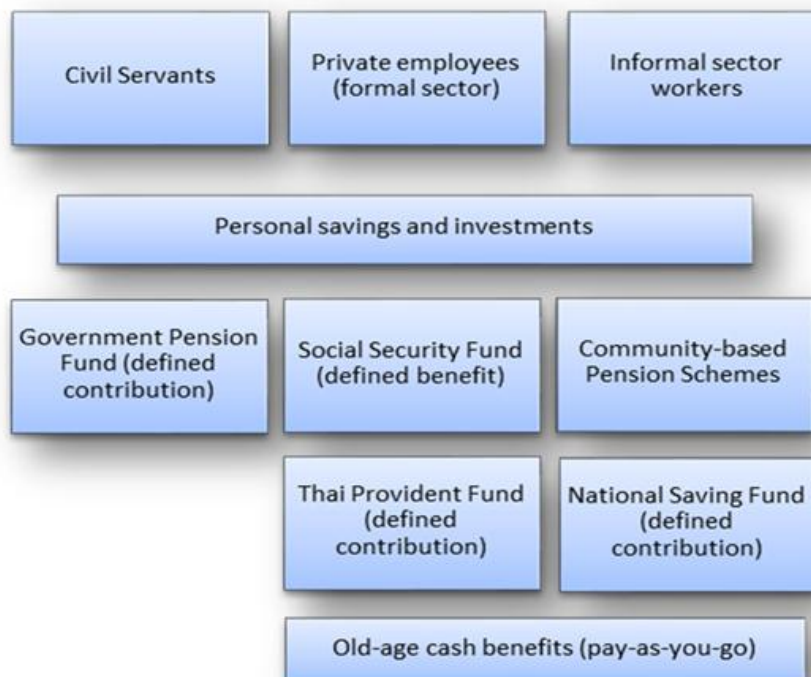 Civil Servants
Private employees
(formal sector)
Informal sector
workers
Personal savings and investments
Government Pension
Fund (defined
contribution)
Social Security Fund
(defined benefit)
Community-based
Pension Schemes
Thai Provident Fund
(defined
contribution)
National Saving Fund
(defined
contribution)
Old-age cash benefits (pay-as-you-go)